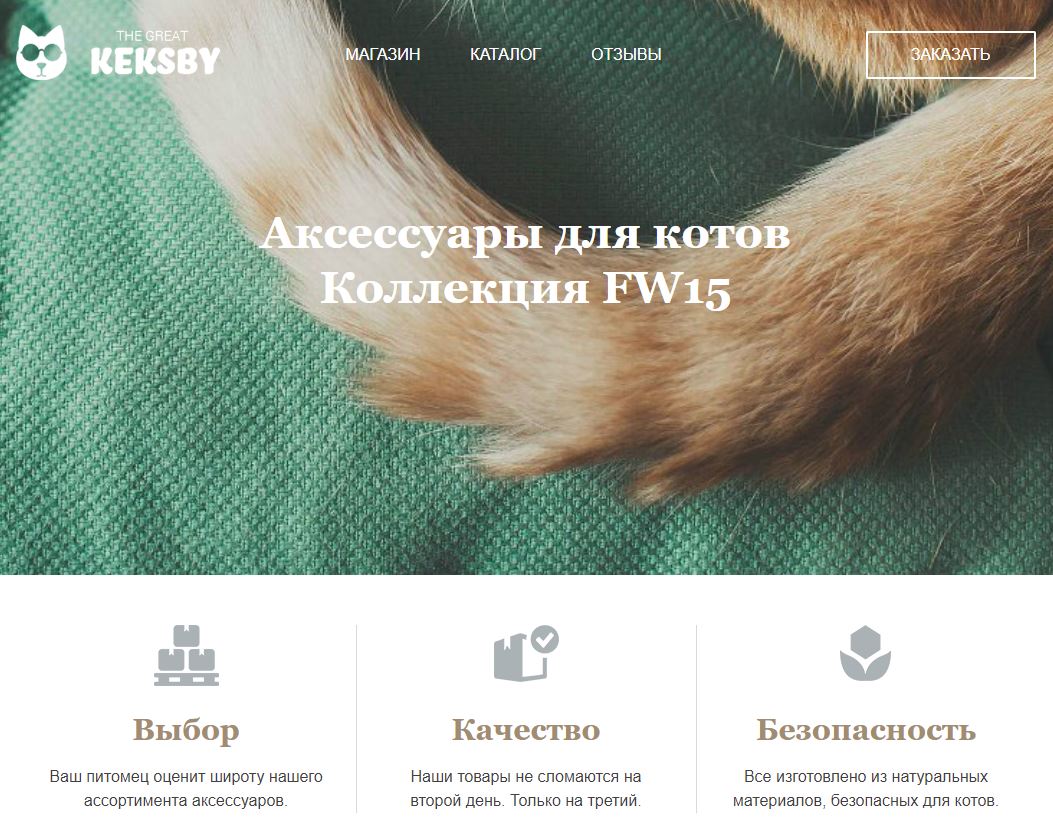 THE GREAT
KEKSBY
МАГАЗИН
КАТАЛОГ
ОТЗЫВЫ
ЗАКАЗАТЬ
Аксессуары для котов
Коллекция FW15
Выбор
Ваш питомец оценит широту нашего
ассортимента аксессуаров.
Качество
Наши товары не сломаются на
второй день. Только на третий.
Безопасность
Все изготовлено из натуральных
материалов, безопасных для котов.